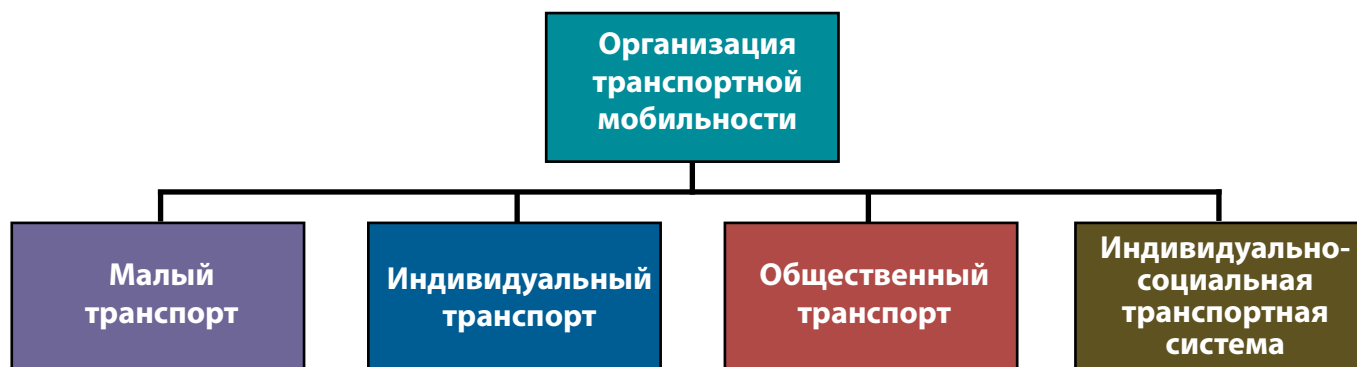 Организация
транспортной
мобильности
Малый
транспорт
Индивидуальный
транспорт
Общественный
транспорт
Индивидуально-
социальная
транспортная
система